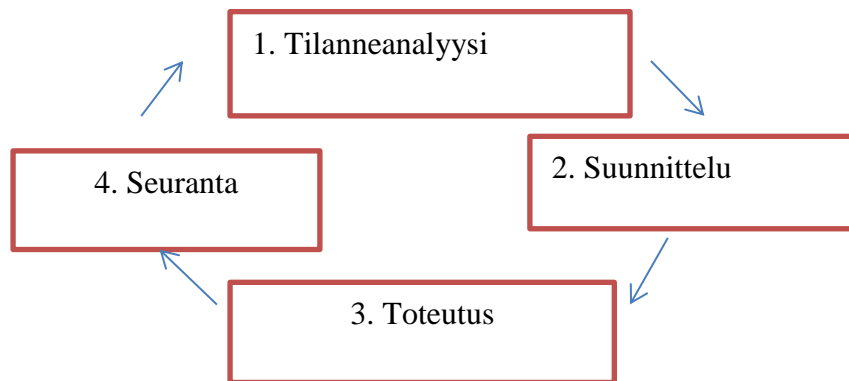 1. Tilanneanalyysi
2. Suunnittelu
3. Toteutus
4. Seuranta